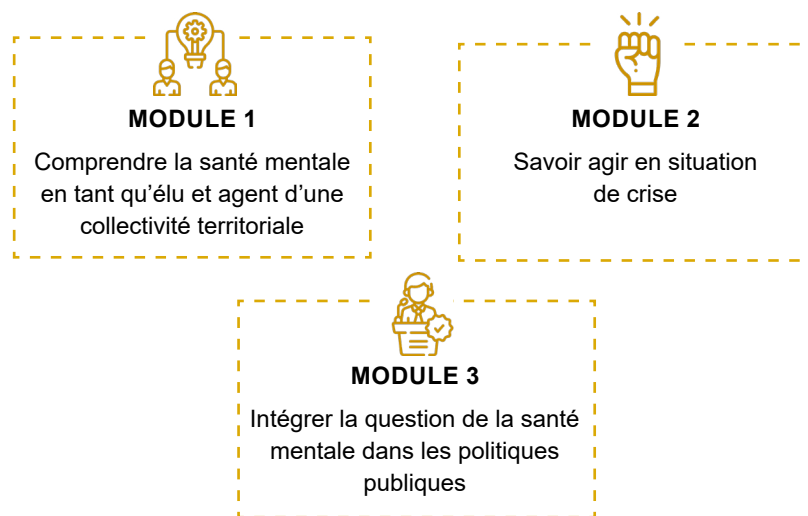 MODULE 1
Comprendre la santé mentale
en tant qu’élu et agent d’une
collectivité territoriale
MODULE 2
Savoir agir en situation
de crise
MODULE 3
Intégrer la question de la santé
mentale dans les politiques
publiques